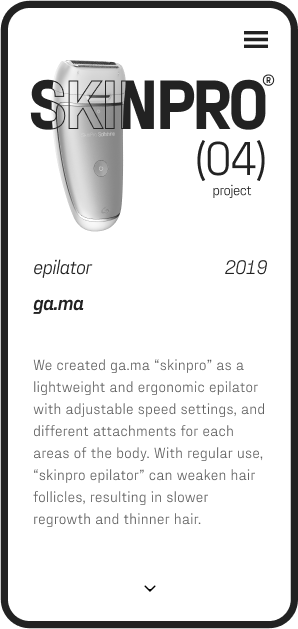 SKINPRO®
(04)
project
epilator 2019
ga.ma
We created ga.ma “skinpro” as a
lightweight and ergonomic epilator
with adjustable speed settings, and
different attachments for each
areas of the body. With regular use,
“skinpro epilator” can weaken hair
follicles, resulting in slower
regrowth and thinner hair.